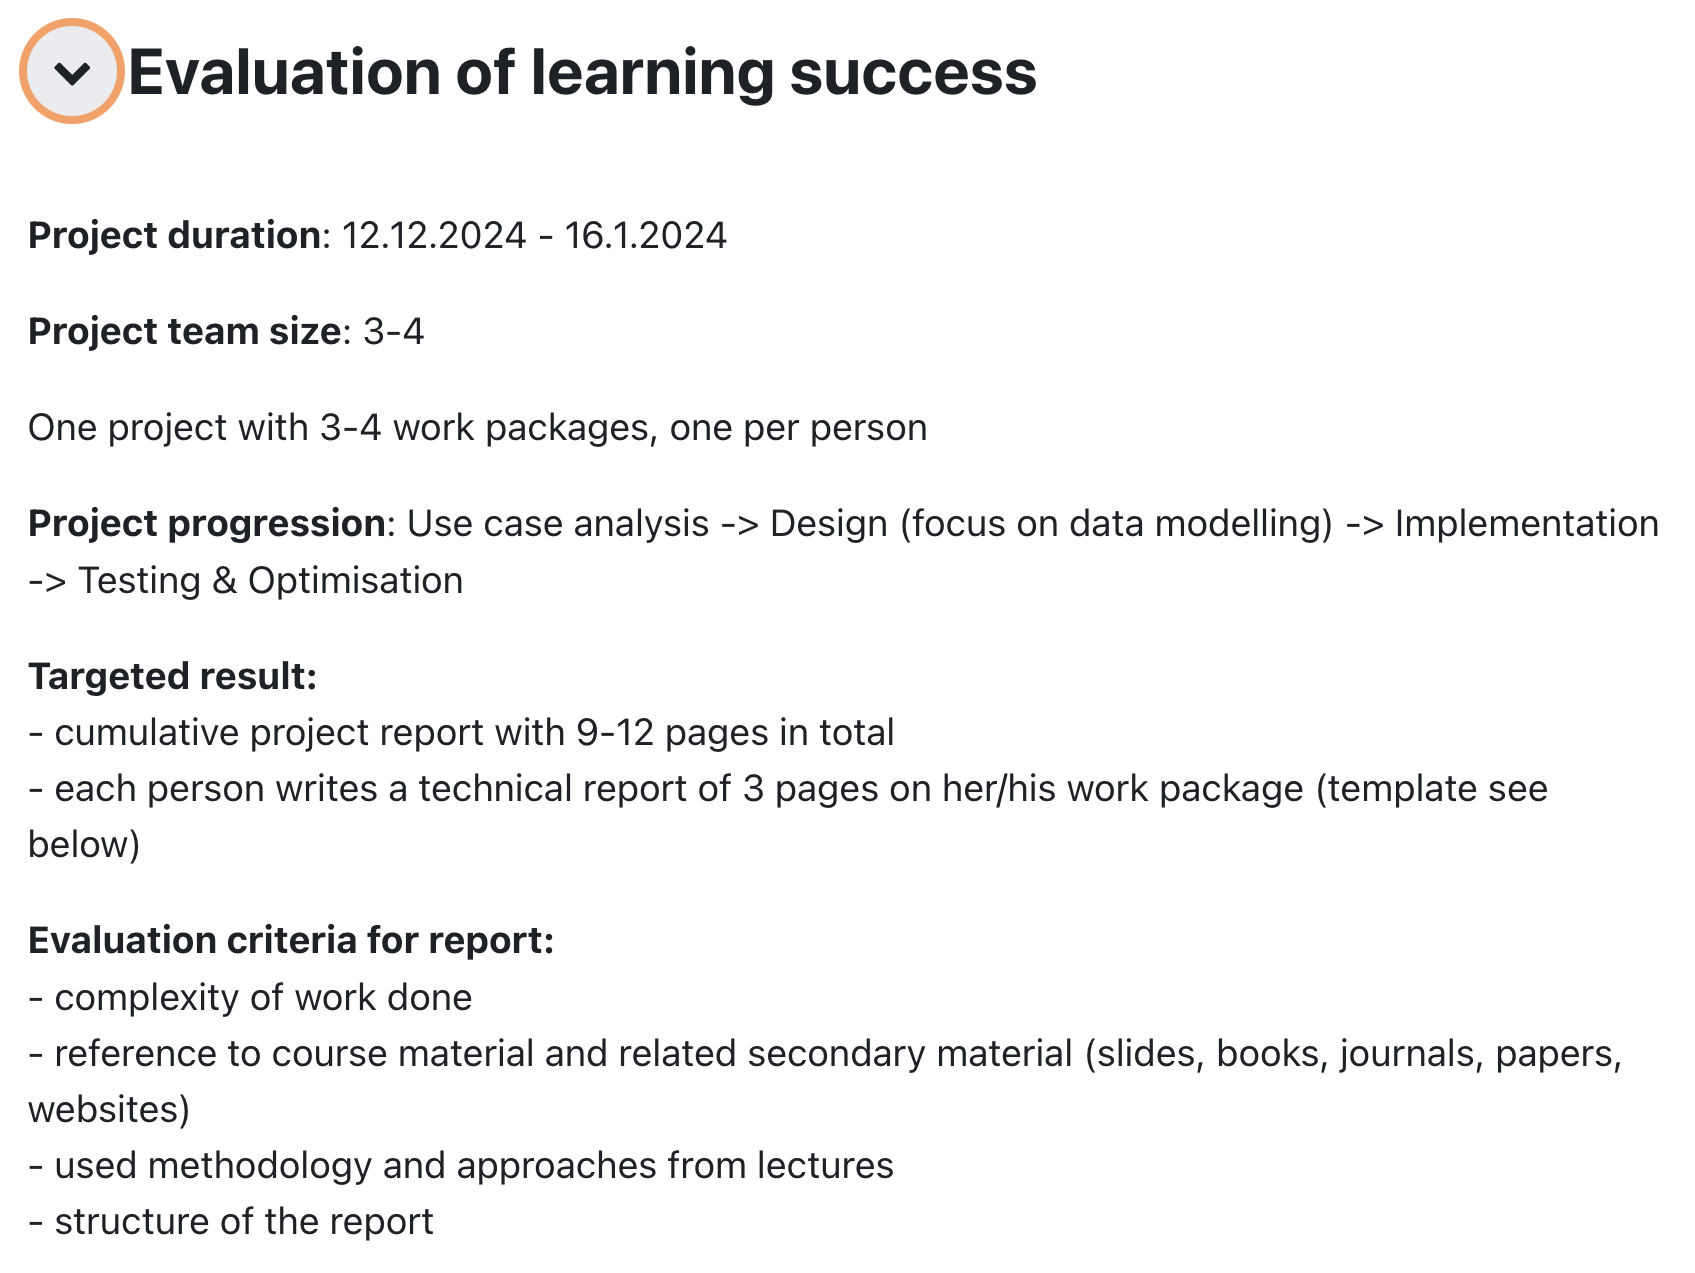 Evaluation of learning success
Project duration: 12.12.2024 - 16.1.2024
Project team size: 3-4
One project with 3-4 work packages, one per person
Project progression: Use case analysis -> Design (focus on data modelling) -> Implementation
-> Testing & Optimisation
Targeted result:
- cumulative project report with 9-12 pages in total
- each person writes a technical report of 3 pages on her/his work package (template see
below)
Evaluation criteria for report:
- complexity of work done
- reference to course material and related secondary material (slides, books, journals, papers,
websites)
- used methodology and approaches from lectures
- structure of the report